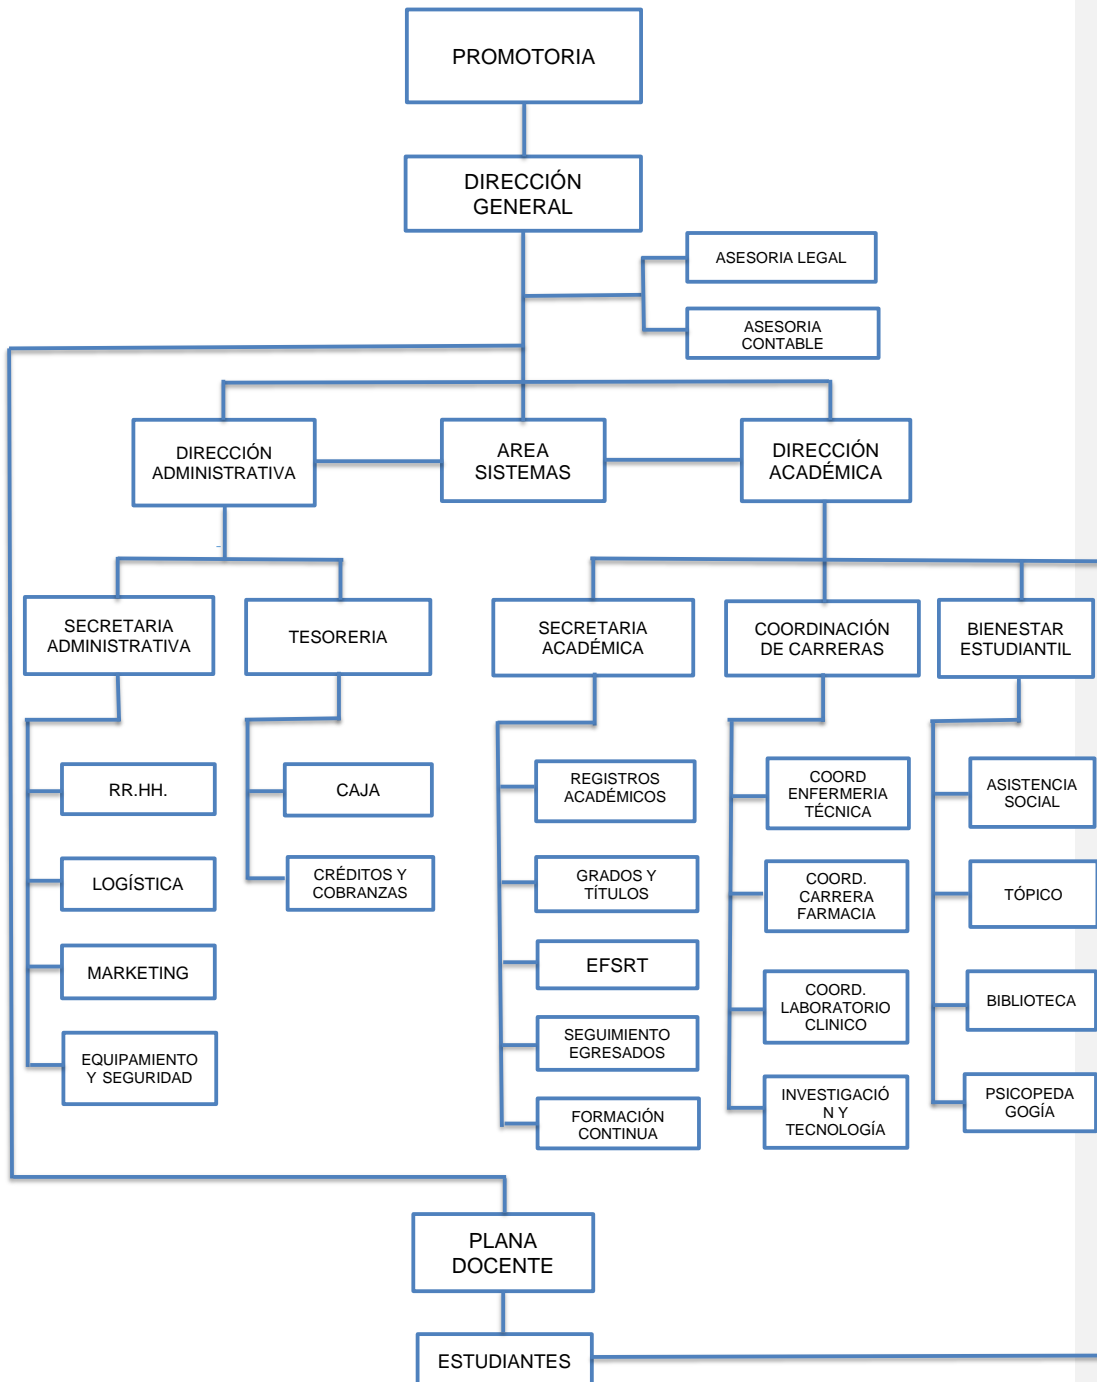 PROMOTORIA
DIRECCIÓN
GENERAL
ASESORIA LEGAL
ASESORIA
CONTABLE
DIRECCIÓN
ADMINISTRATIVA
AREA
SISTEMAS
DIRECCIÓN
ACADÉMICA
SECRETARIA
ADMINISTRATIVA
TESORERIA
SECRETARIA
ACADÉMICA
COORDINACIÓN
DE CARRERAS
BIENESTAR
ESTUDIANTIL
RR.HH.
LOGÍSTICA
MARKETING
EQUIPAMIENTO
Y SEGURIDAD
CAJA
CRÉDITOS Y
COBRANZAS
REGISTROS
ACADÉMICOS
GRADOS Y
TÍTULOS
EFSRT
SEGUIMIENTO
EGRESADOS
FORMACIÓN
CONTINUA
COORD
ENFERMERIA
TÉCNICA
COORD.
CARRERA
FARMACIA
COORD.
LABORATORIO
CLINICO
INVESTIGACIÓ
N Y
TECNOLOGÍA
ASISTENCIA
SOCIAL
TÓPICO
BIBLIOTECA
PSICOPEDA
GOGÍA
PLANA
DOCENTE
ESTUDIANTES